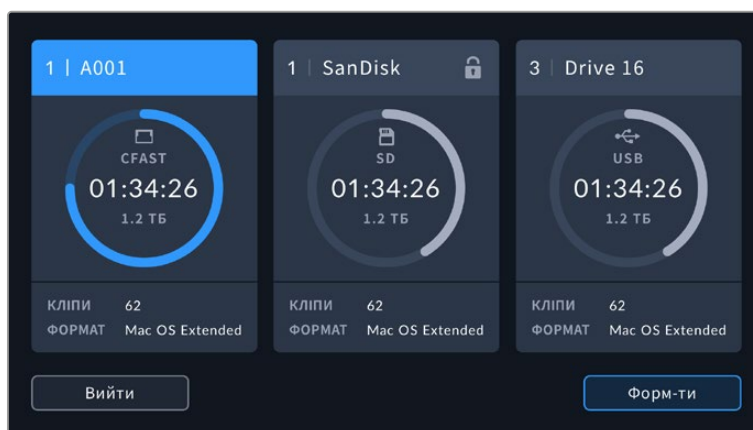 1 | A001
CFAST
01:34:26
1.2 ТБ
КЛІПИ 62
ФОРМАТ Mac OS Extended
1 | SanDisk
SD
01:34:26
1.2 ТБ
КЛІПИ 62
ФОРМАТ Mac OS Extended
3 | Drive 16
USB
01:34:26
1.2 ТБ
КЛІПИ 62
ФОРМАТ Mac OS Extended
Вийти
Форм-ти